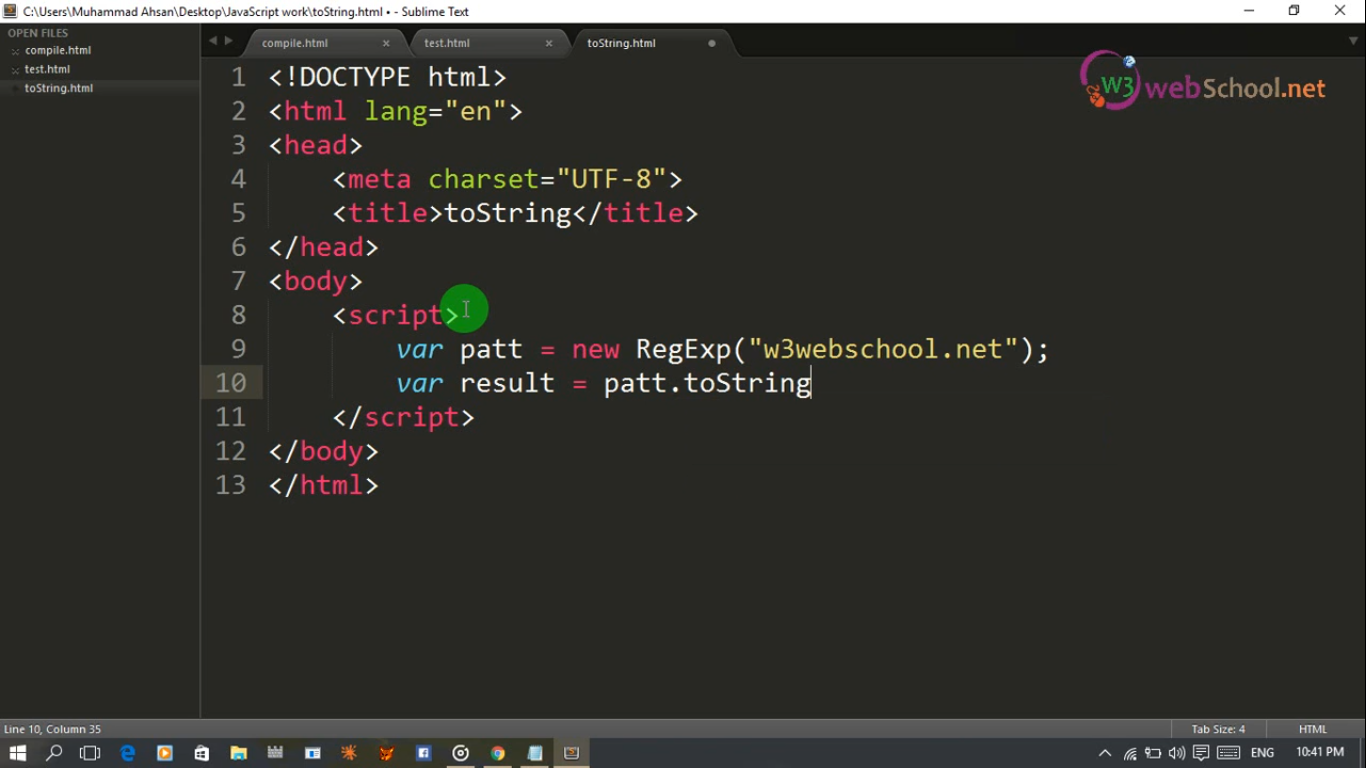 C:\Users\Muhammad Ahsan\Desktop\JavaScript work\toString.html • - Sublime Text
OPEN FILES
compile.html
test.html
toString.html
compile.html × test.html × toString.html
W3 webSchool.net
1 <!DOCTYPE html>
2 <html lang="en">
3 <head>
4 <meta charset="UTF-8">
5 <title>toString</title>
6 </head>
7 <body>
8 <script>
9 var patt = new RegExp("w3webschool.net");
10 var result = patt.toString
11 </script>
12 </body>
13 </html>
Line 10, Column 35 Tab Size: 4 HTML
ENG 10:41 PM